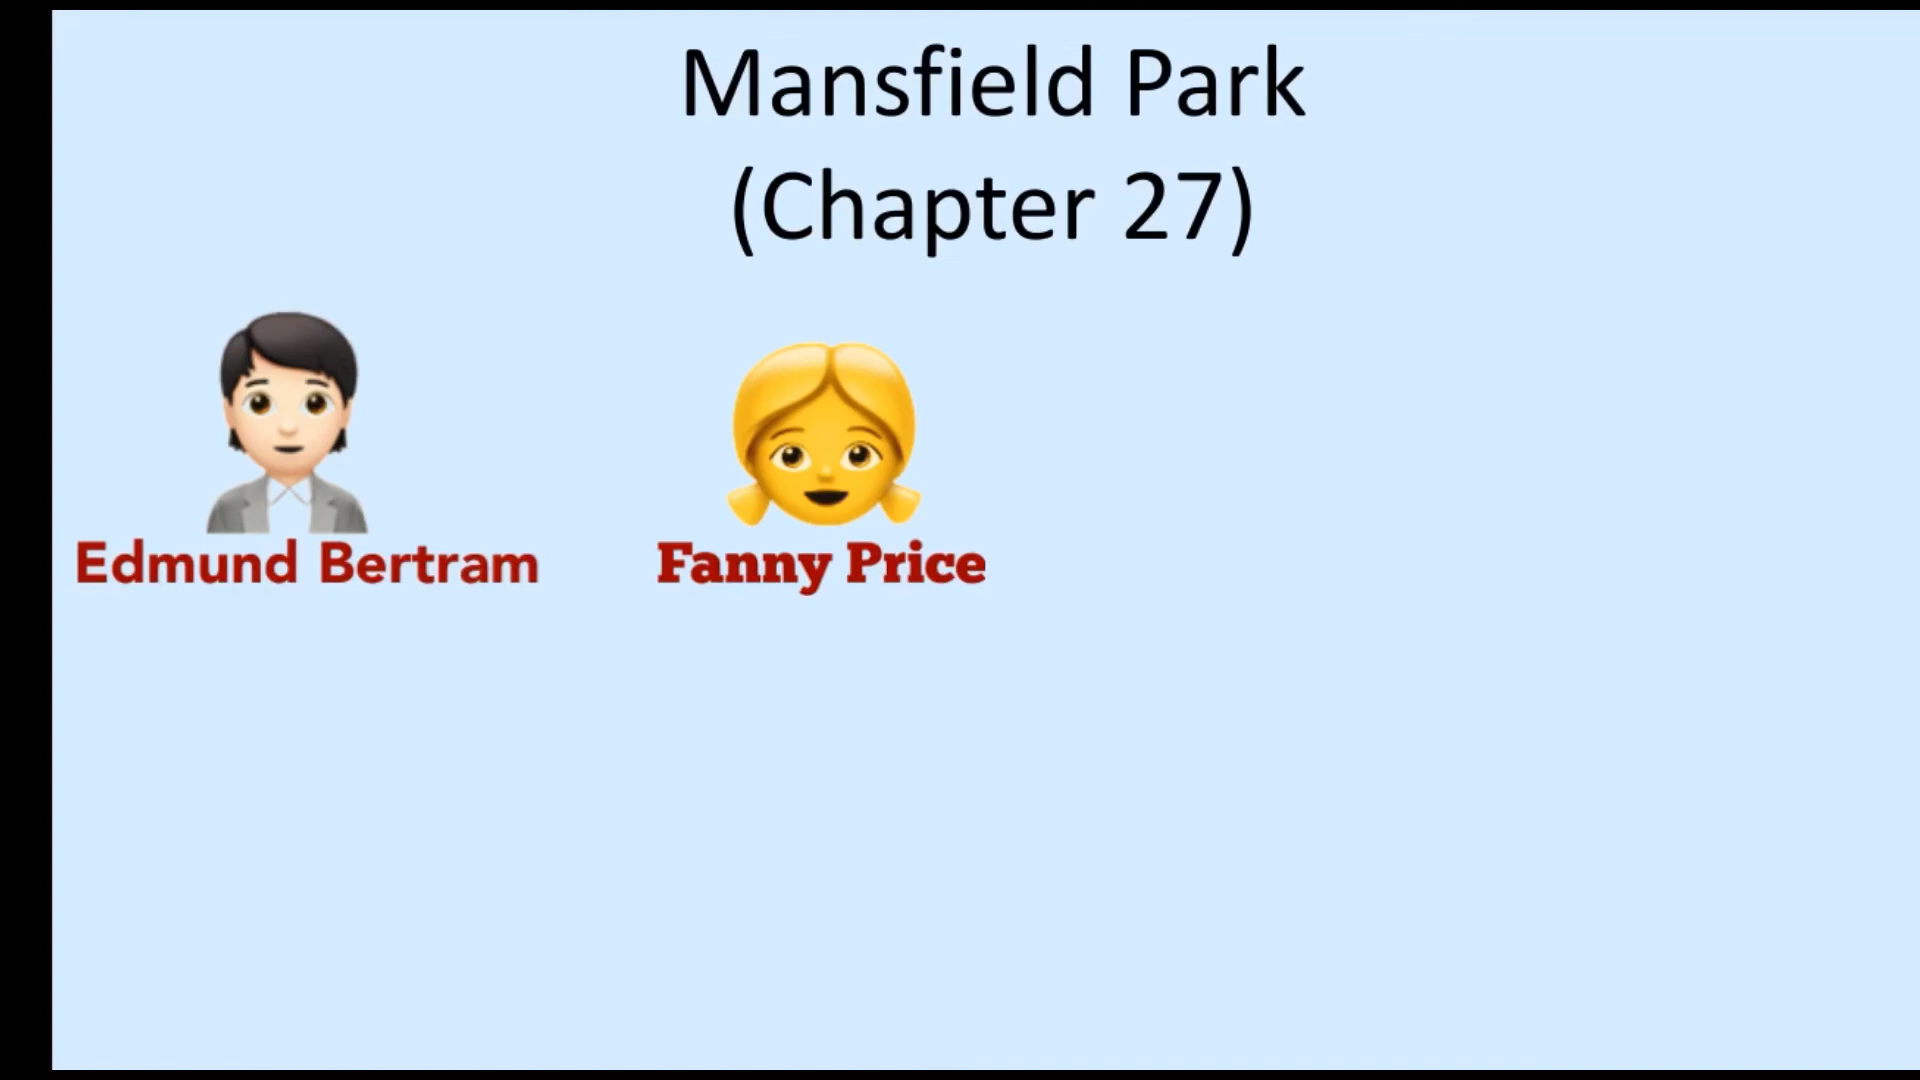 Mansfield Park
(Chapter 27)
Edmund Bertram
Fanny Price